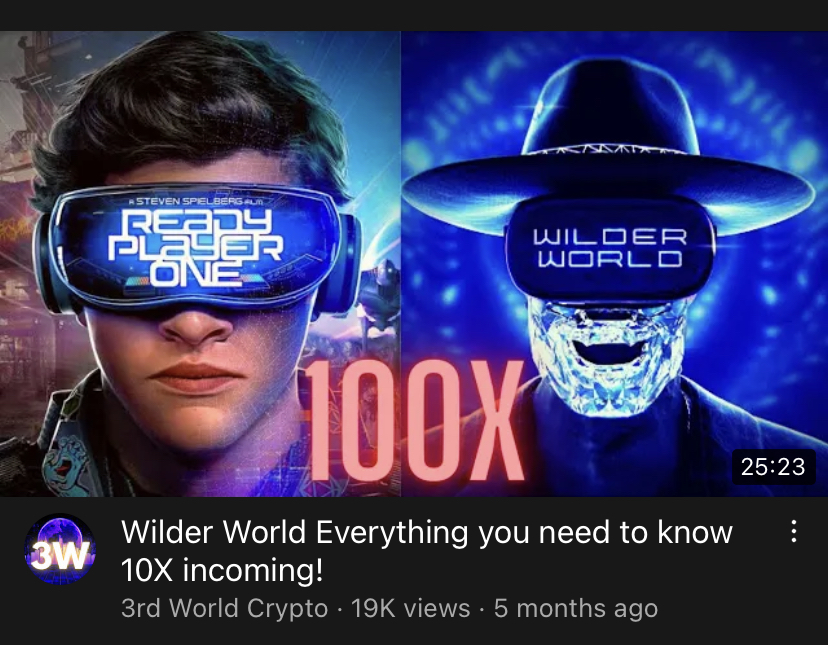 A STEVEN SPIELBERG FILM
READY
PLAYER
ONE
WILDER
WORLD
100X
25:23
3W
Wilder World Everything you need to know
10X incoming!
3rd World Crypto · 19K views · 5 months ago